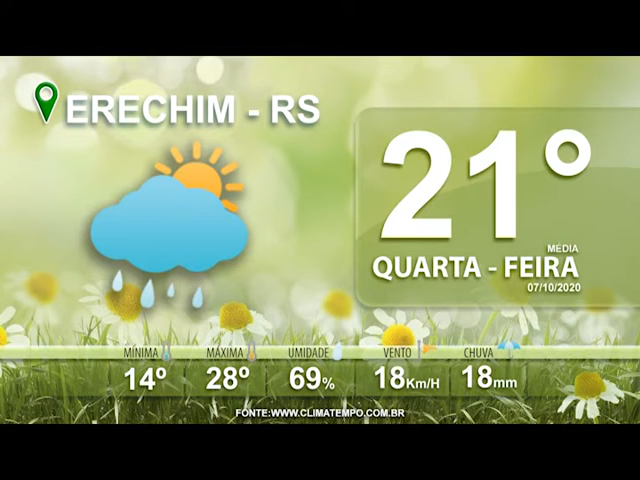 ERECHIM - RS
21°
MÉDIA
QUARTA - FEIRA
07/10/2020
MÍNIMA MÁXIMA UMIDADE VENTO CHUVA
14º 28º 69% 18Km/H 18mm
FONTE:WWW.CLIMATEMPO.COM.BR